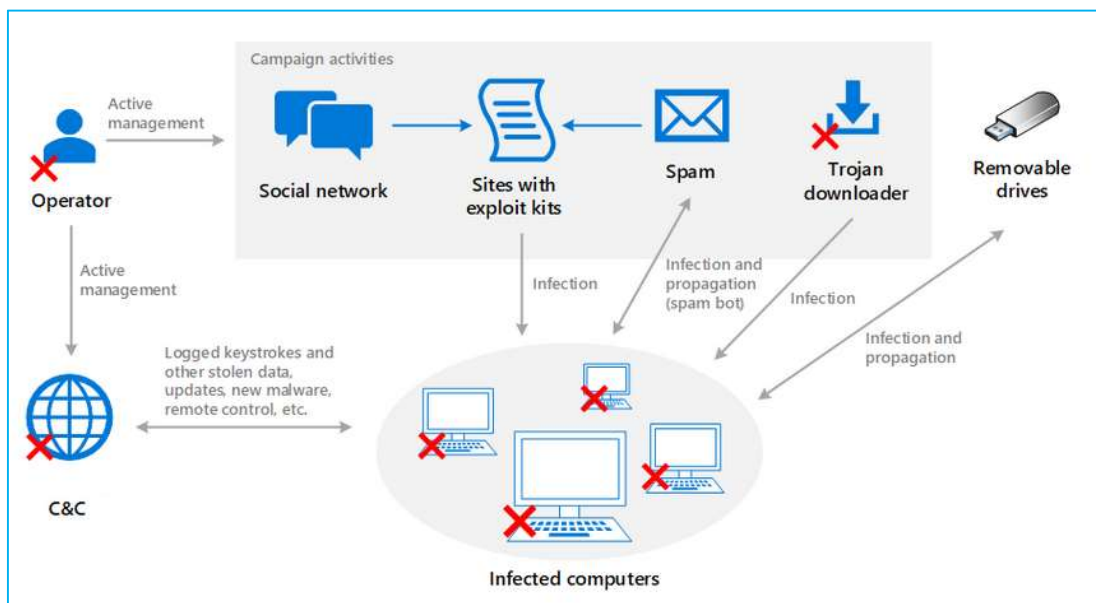 Campaign activities
Active
management
Operator
Social network
Sites with
exploit kits
Spam
Trojan
downloader
Removable
drives
Active
management
Infection
Infection and
propagation
(spam bot)
Infection
Infection and
propagation
Logged keystrokes and
other stolen data,
updates, new malware,
remote control, etc.
C&C
Infected computers